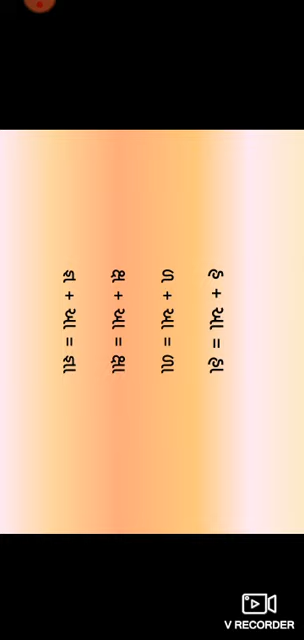 હ + આ = હા
ળ + આ = ળા
ક્ષ + આ = ક્ષા
જ્ઞ + આ = જ્ઞા
V RECORDER